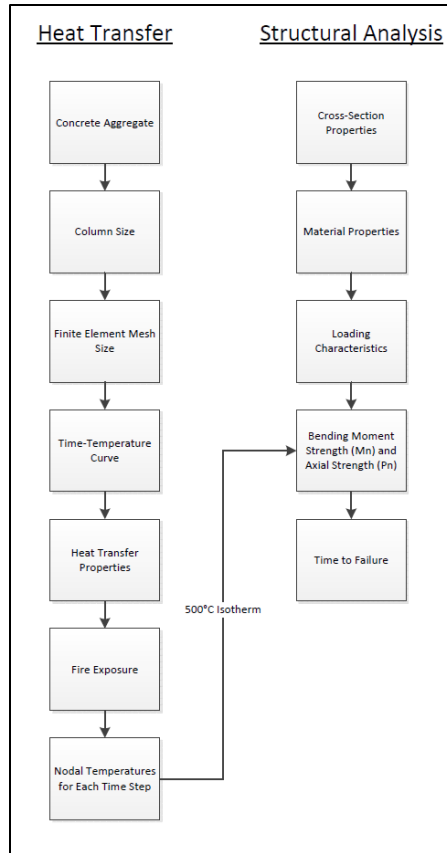 Heat Transfer
Concrete Aggregate
Column Size
Finite Element Mesh
Size
Time-Temperature
Curve
Heat Transfer
Properties
Fire Exposure
Nodal Temperatures
for Each Time Step
500°C Isotherm
Structural Analysis
Cross-Section
Properties
Material Properties
Loading
Characteristics
Bending Moment
Strength (Mn) and
Axial Strength (Pn)
Time to Failure